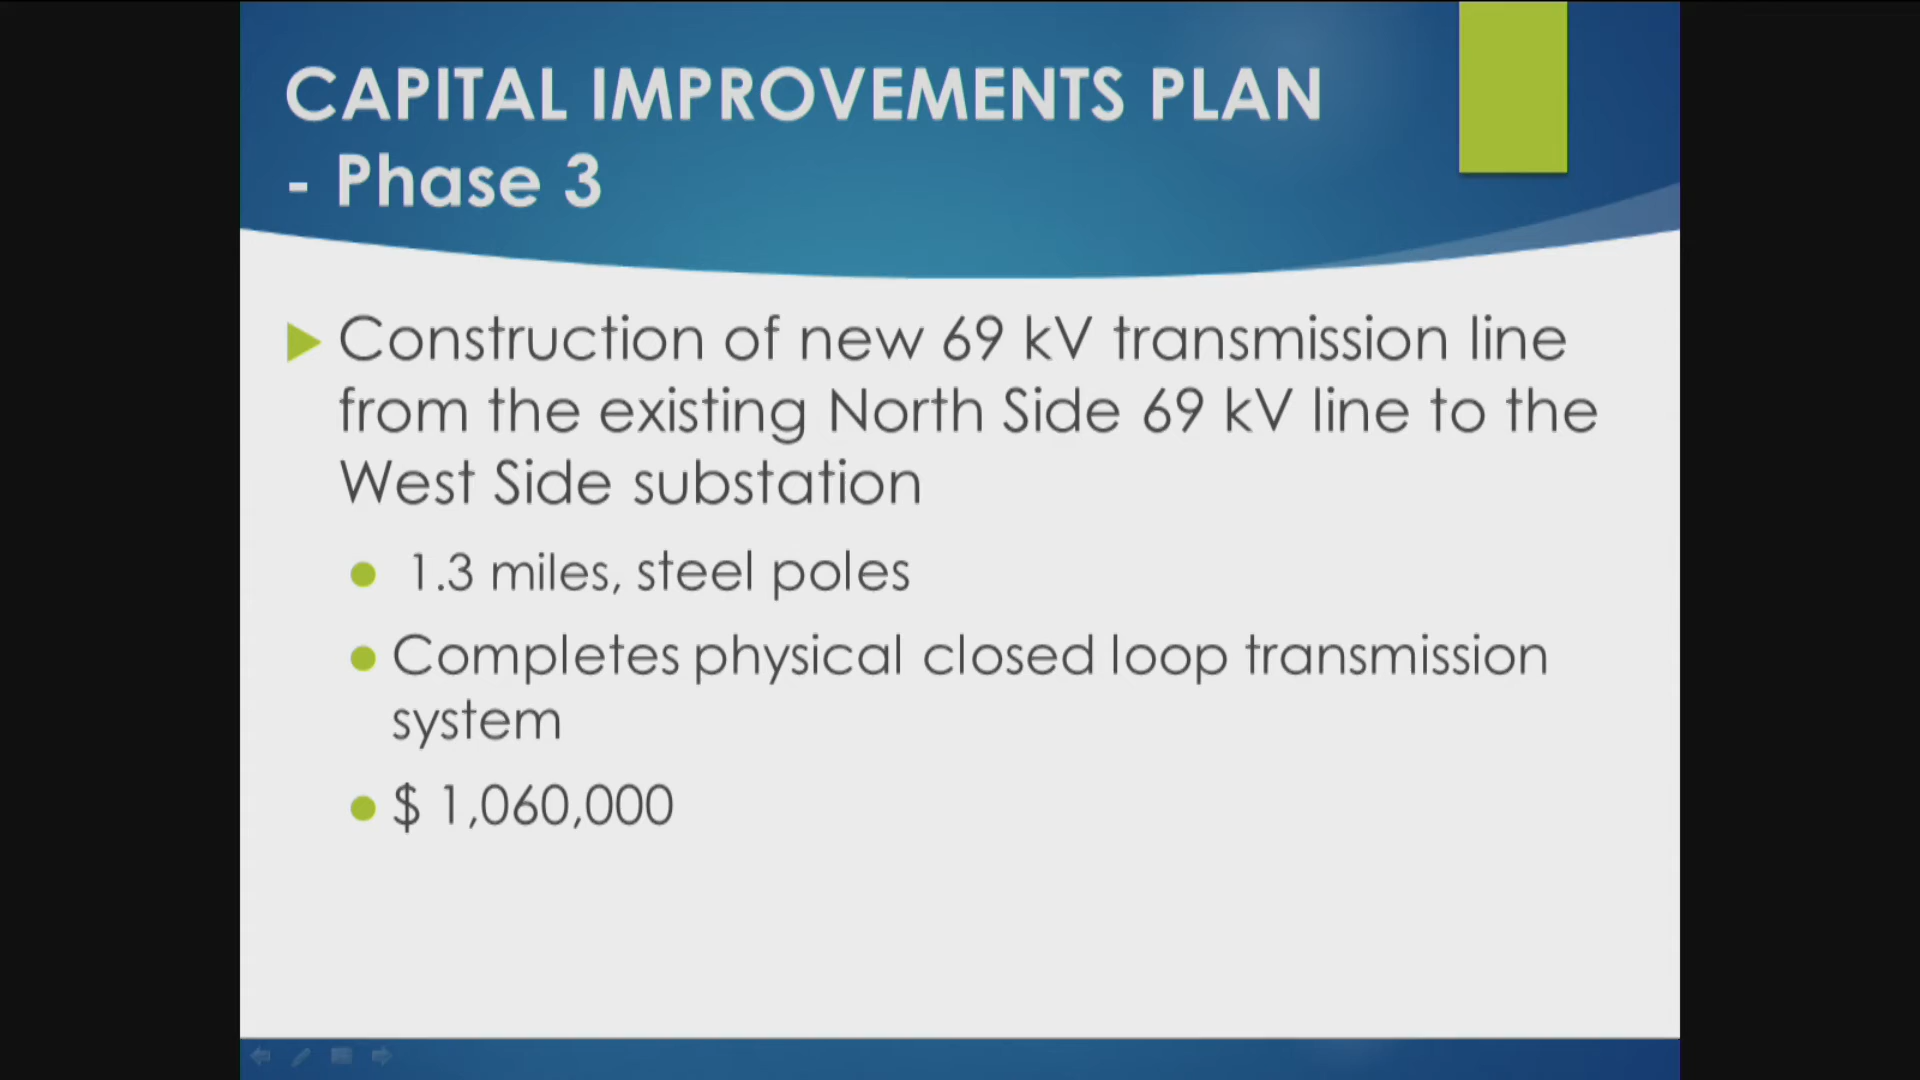 CAPITAL IMPROVEMENTS PLAN
- Phase 3
Construction of new 69 kV transmission line
from the existing North Side 69 kV line to the
West Side substation
1.3 miles, steel poles
Completes physical closed loop transmission
system
$ 1,060,000